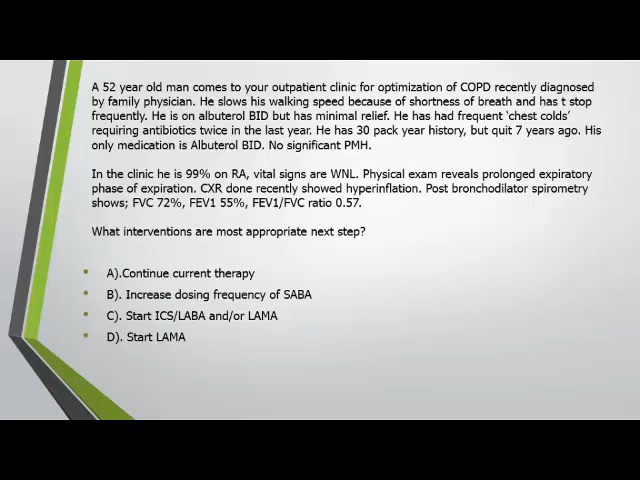 A 52 year old man comes to your outpatient clinic for optimization of COPD recently diagnosed
by family physician. He slows his walking speed because of shortness of breath and has t stop
frequently. He is on albuterol BID but has minimal relief. He has had frequent ‘chest colds’
requiring antibiotics twice in the last year. He has 30 pack year history, but quit 7 years ago. His
only medication is Albuterol BID. No significant PMH.
In the clinic he is 99% on RA, vital signs are WNL. Physical exam reveals prolonged expiratory
phase of expiration. CXR done recently showed hyperinflation. Post bronchodilator spirometry
shows; FVC 72%, FEV1 55%, FEV1/FVC ratio 0.57.
What interventions are most appropriate next step?
• A).Continue current therapy
• B). Increase dosing frequency of SABA
• C). Start ICS/LABA and/or LAMA
• D). Start LAMA